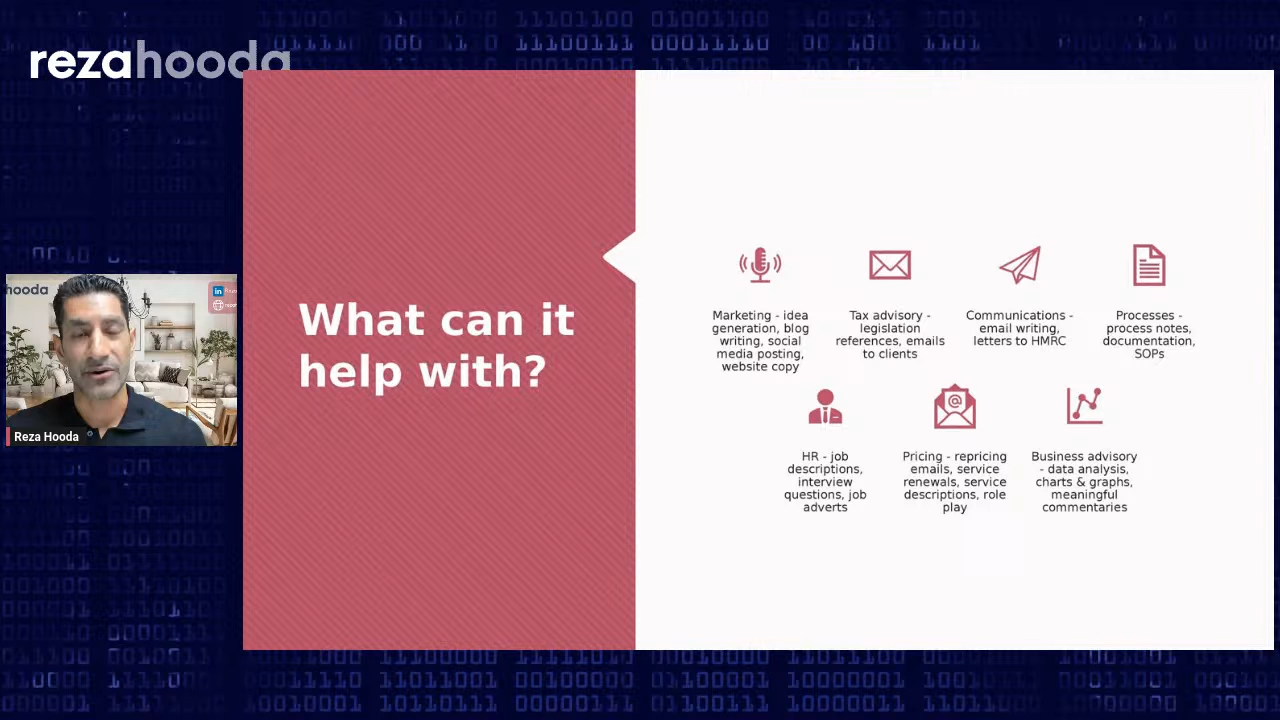 rezahooda
What can it
help with?
Marketing - idea
generation, blog
writing, social
media posting,
website copy
Tax advisory -
legislation
references, emails
to clients
Communications -
email writing,
letters to HMRC
Processes -
process notes,
documentation,
SOPs
HR - job
descriptions,
interview
questions, job
adverts
Pricing - repricing
emails, service
renewals, service
descriptions, role
play
Business advisory
- data analysis,
charts & graphs,
meaningful
commentaries
hooda
in
Reza Hooda